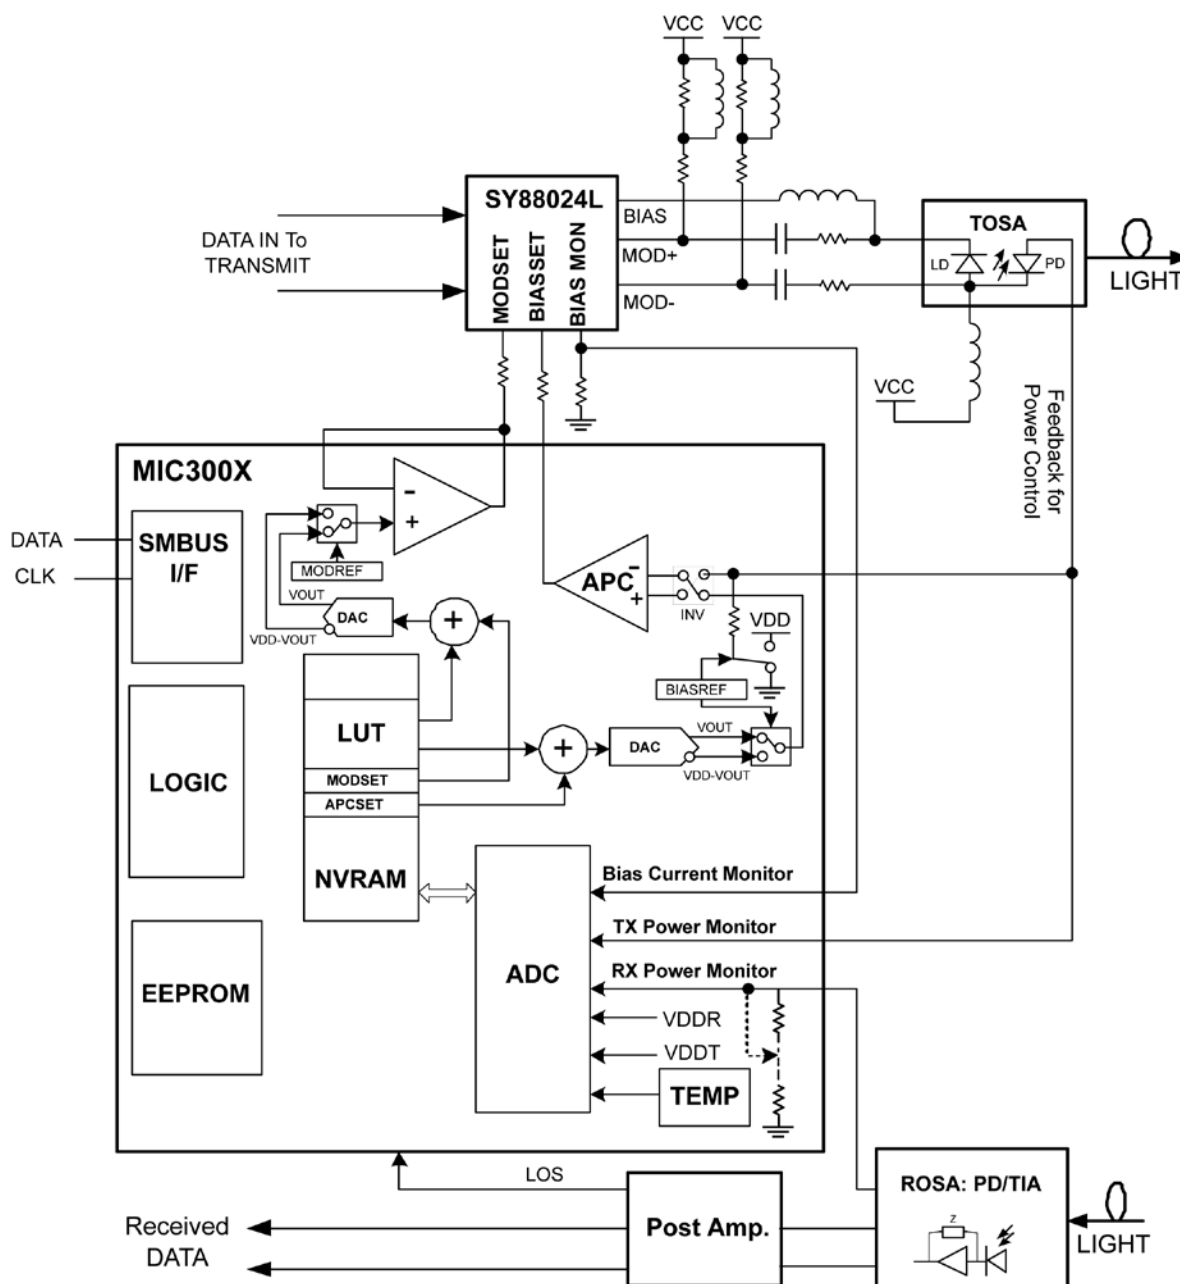 VCC
VCC
SY88024L
BIAS
MOD+
MOD-
MODSET
BIASSET
BIAS MON
DATA IN To
TRANSMIT
TOSA
LD
PD
LIGHT
VCC
Feedback for
Power Control
MIC300X
DATA
CLK
SMBUS
I/F
-
+
MODREF
VOUT
DAC
VDD-VOUT
+
APC
-
+
INV
VDD
BIASREF
LUT
MODSET
APCSET
NVRAM
+
DAC
VOUT
VDD-VOUT
LOGIC
EEPROM
ADC
Bias Current Monitor
TX Power Monitor
RX Power Monitor
VDDR
VDDT
TEMP
LOS
Received
DATA
Post Amp.
ROSA: PD/TIA
Z
LIGHT